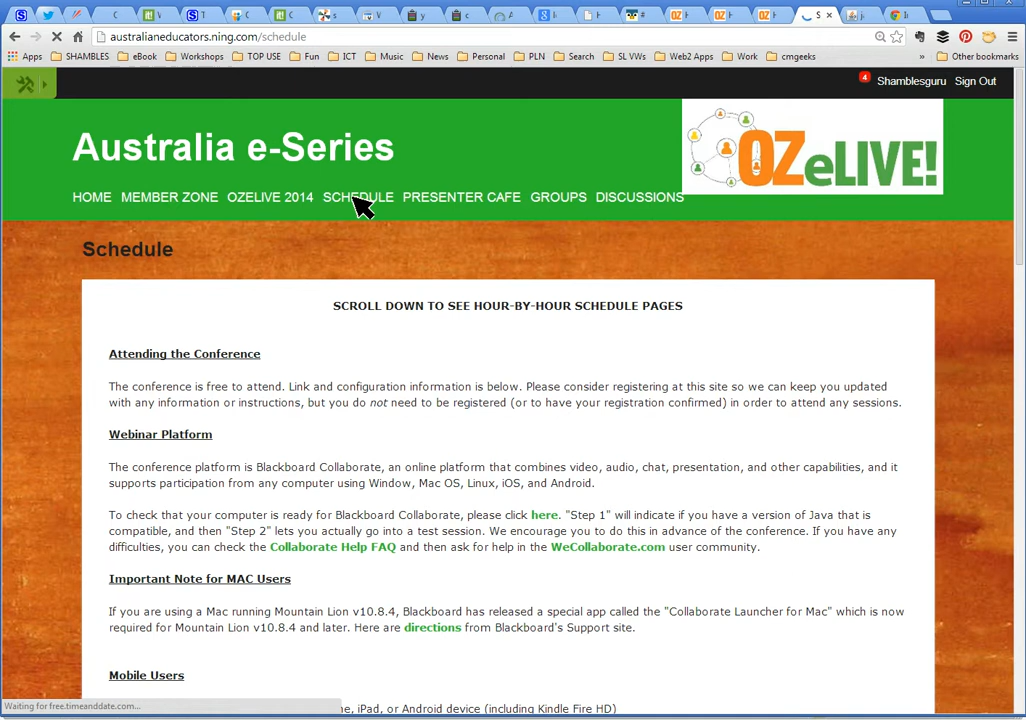 australianeducators.ning.com/schedule
Apps SHAMBLES eBook Workshops TOP USE Fun ICT Music News Personal PLN Search SL VWs Web2 Apps Work cmgeeks » Other bookmarks
4 Shamblesguru Sign Out
Australia e-Series
OZeLIVE!
HOME MEMBER ZONE OZELIVE 2014 SCHEDULE PRESENTER CAFE GROUPS DISCUSSIONS
Schedule
SCROLL DOWN TO SEE HOUR-BY-HOUR SCHEDULE PAGES
Attending the Conference
The conference is free to attend. Link and configuration information is below. Please consider registering at this site so we can keep you updated
with any information or instructions, but you do not need to be registered (or to have your registration confirmed) in order to attend any sessions.
Webinar Platform
The conference platform is Blackboard Collaborate, an online platform that combines video, audio, chat, presentation, and other capabilities, and it
supports participation from any computer using Window, Mac OS, Linux, iOS, and Android.
To check that your computer is ready for Blackboard Collaborate, please click here. "Step 1" will indicate if you have a version of Java that is
compatible, and then "Step 2" lets you actually go into a test session. We encourage you to do this in advance of the conference. If you have any
difficulties, you can check the Collaborate Help FAQ and then ask for help in the WeCollaborate.com user community.
Important Note for MAC Users
If you are using a Mac running Mountain Lion v10.8.4, Blackboard has released a special app called the "Collaborate Launcher for Mac" which is now
required for Mountain Lion v10.8.4 and later. Here are directions from Blackboard's Support site.
Mobile Users
Waiting for free.timeanddate.com...
iPad, or Android device (including Kindle Fire HD)